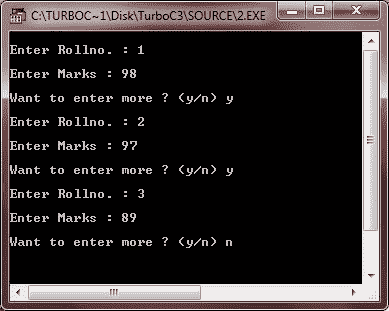 C:\TURBOC~1\Disk\TurboC3\SOURCE\2.EXE
Enter Rollno. : 1
Enter Marks : 98
Want to enter more ? (y/n) y
Enter Rollno. : 2
Enter Marks : 97
Want to enter more ? (y/n) y
Enter Rollno. : 3
Enter Marks : 89
Want to enter more ? (y/n) n